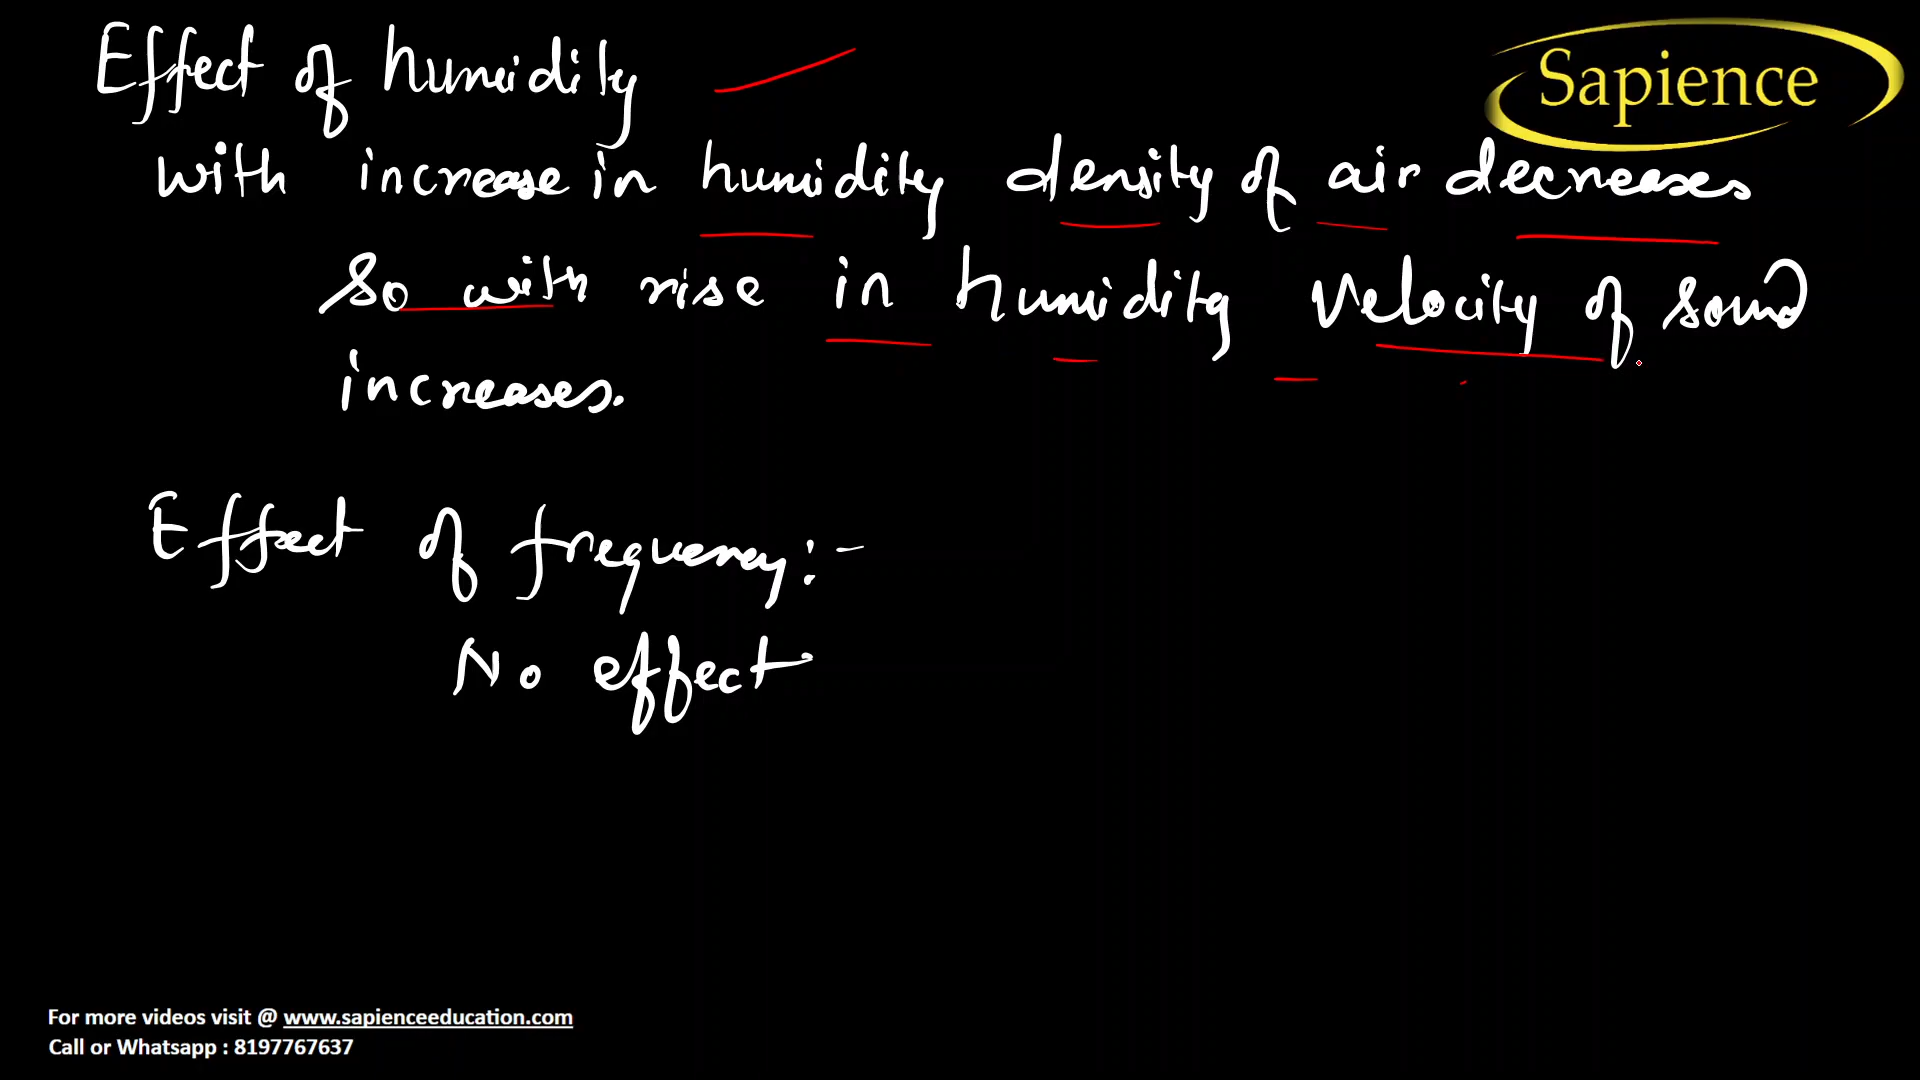 Effect of humidity
Sapience
with increase in humidity density of air decreases
So with rise in humidity velocity of sound
increases.
Effect of frequency:-
No effect
For more videos visit @ www.sapienceeducation.com
Call or Whatsapp : 8197767637